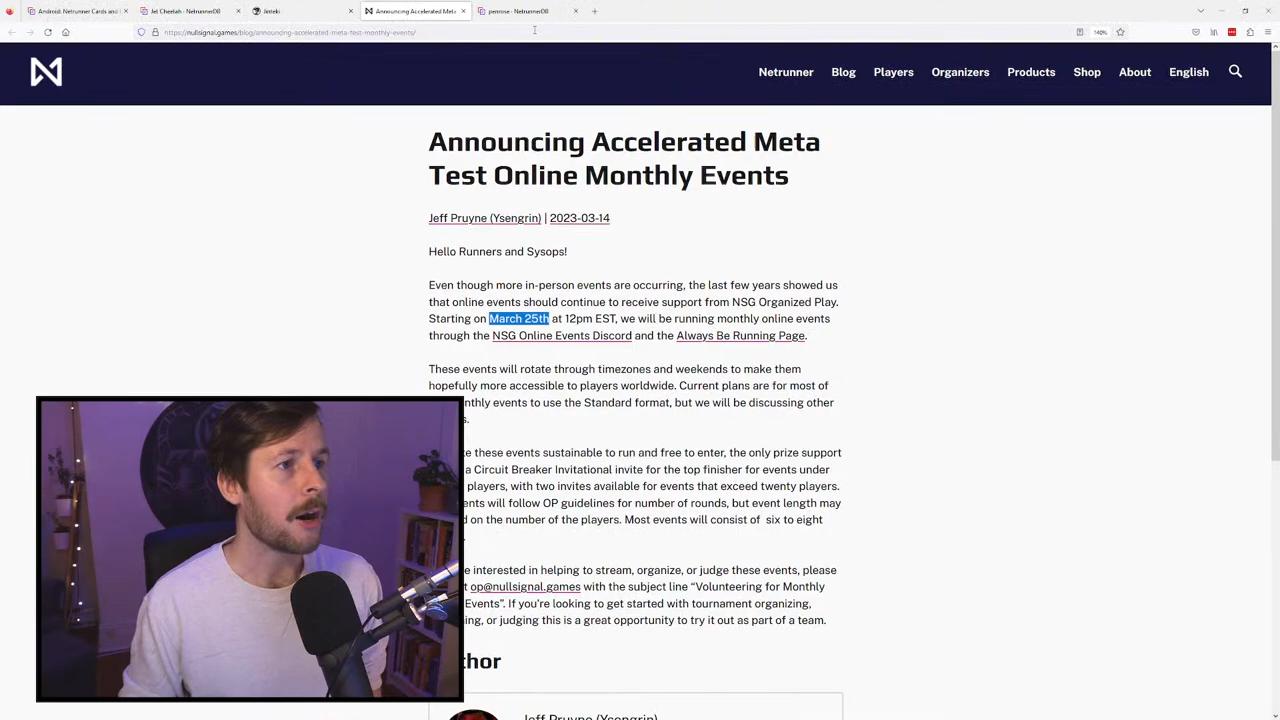 Android: Netrunner Cards and
Jet Cheetah · NetrunnerDB
Jinteki
Announcing Accelerated Meta
penrose · NetrunnerDB
https://nullsignal.games/blog/announcing-accelerated-meta-test-monthly-events/
140%
Netrunner Blog Players Organizers Products Shop About English
Announcing Accelerated Meta
Test Online Monthly Events
Jeff Pruyne (Ysengrin) | 2023-03-14
Hello Runners and Sysops!
Even though more in-person events are occurring, the last few years showed us
that online events should continue to receive support from NSG Organized Play.
Starting on March 25th at 12pm EST, we will be running monthly online events
through the NSG Online Events Discord and the Always Be Running Page.
These events will rotate through timezones and weekends to make them
hopefully more accessible to players worldwide. Current plans are for most of
nthly events to use the Standard format, but we will be discussing other
s.
ke these events sustainable to run and free to enter, the only prize support
a Circuit Breaker Invitational invite for the top finisher for events under
players, with two invites available for events that exceed twenty players.
ents will follow OP guidelines for number of rounds, but event length may
d on the number of the players. Most events will consist of six to eight
.
e interested in helping to stream, organize, or judge these events, please
t op@nullsignal.games with the subject line “Volunteering for Monthly
Events”. If you’re looking to get started with tournament organizing,
ing, or judging this is a great opportunity to try it out as part of a team.
thor
Jeff Pruyne (Ysengrin)